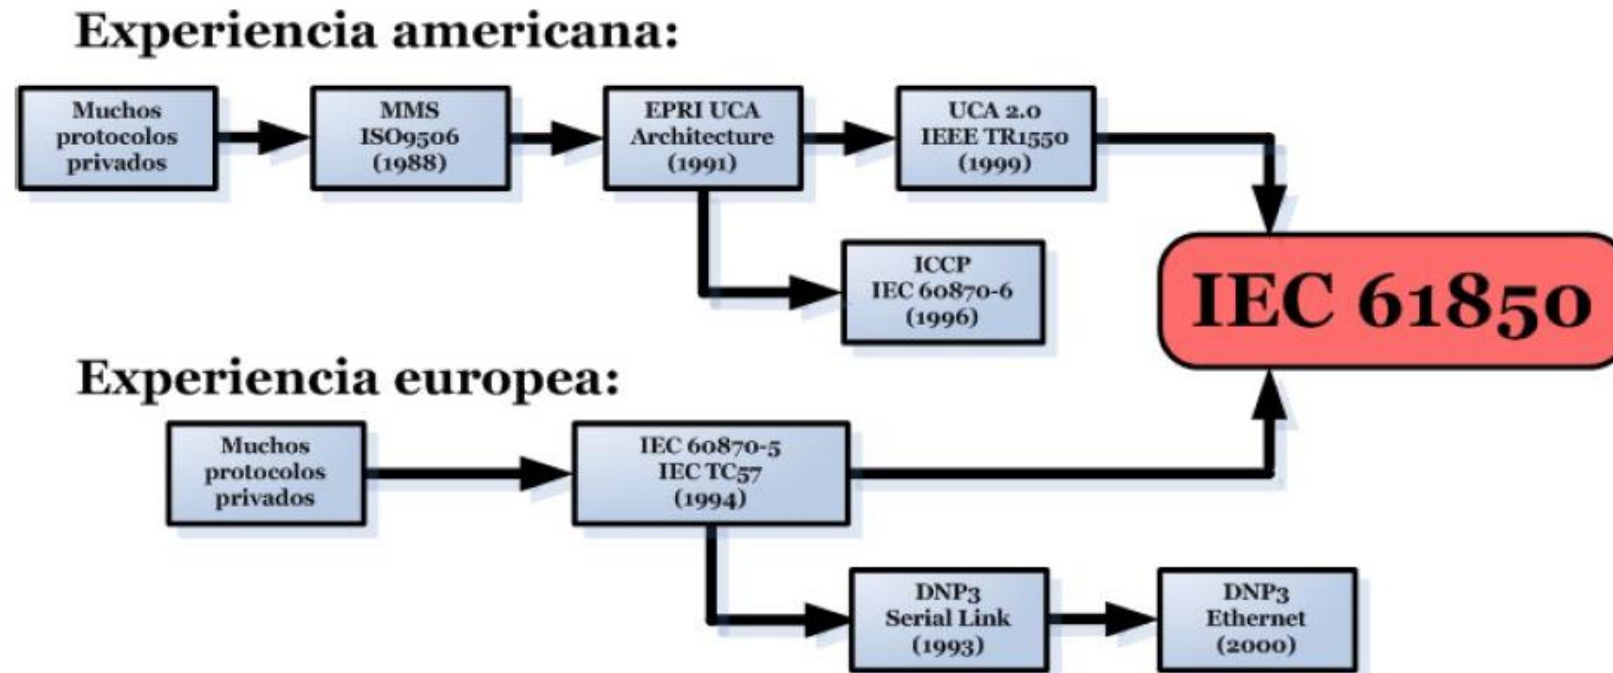 Experiencia americana:
Muchos
protocolos
privados
MMS
ISO9506
(1988)
EPRI UCA
Architecture
(1991)
UCA 2.0
IEEE TR1550
(1999)
ICCP
IEC 60870-6
(1996)
IEC 61850
Experiencia europea:
Muchos
protocolos
privados
IEC 60870-5
IEC TC57
(1994)
DNP3
Serial Link
(1993)
DNP3
Ethernet
(2000)